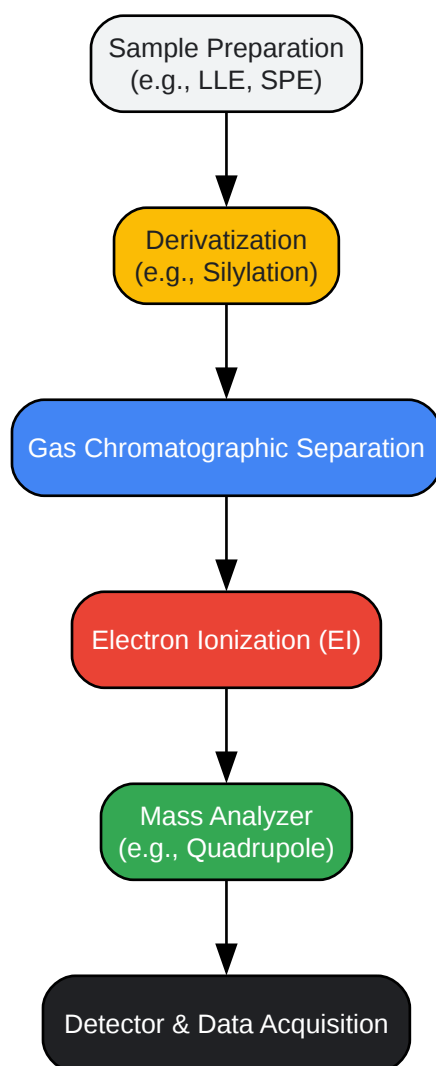 Sample Preparation
(e.g., LLE, SPE)
Derivatization
(e.g., Silylation)
Gas Chromatographic Separation
Electron Ionization (EI)
Mass Analyzer
(e.g., Quadrupole)
Detector & Data Acquisition